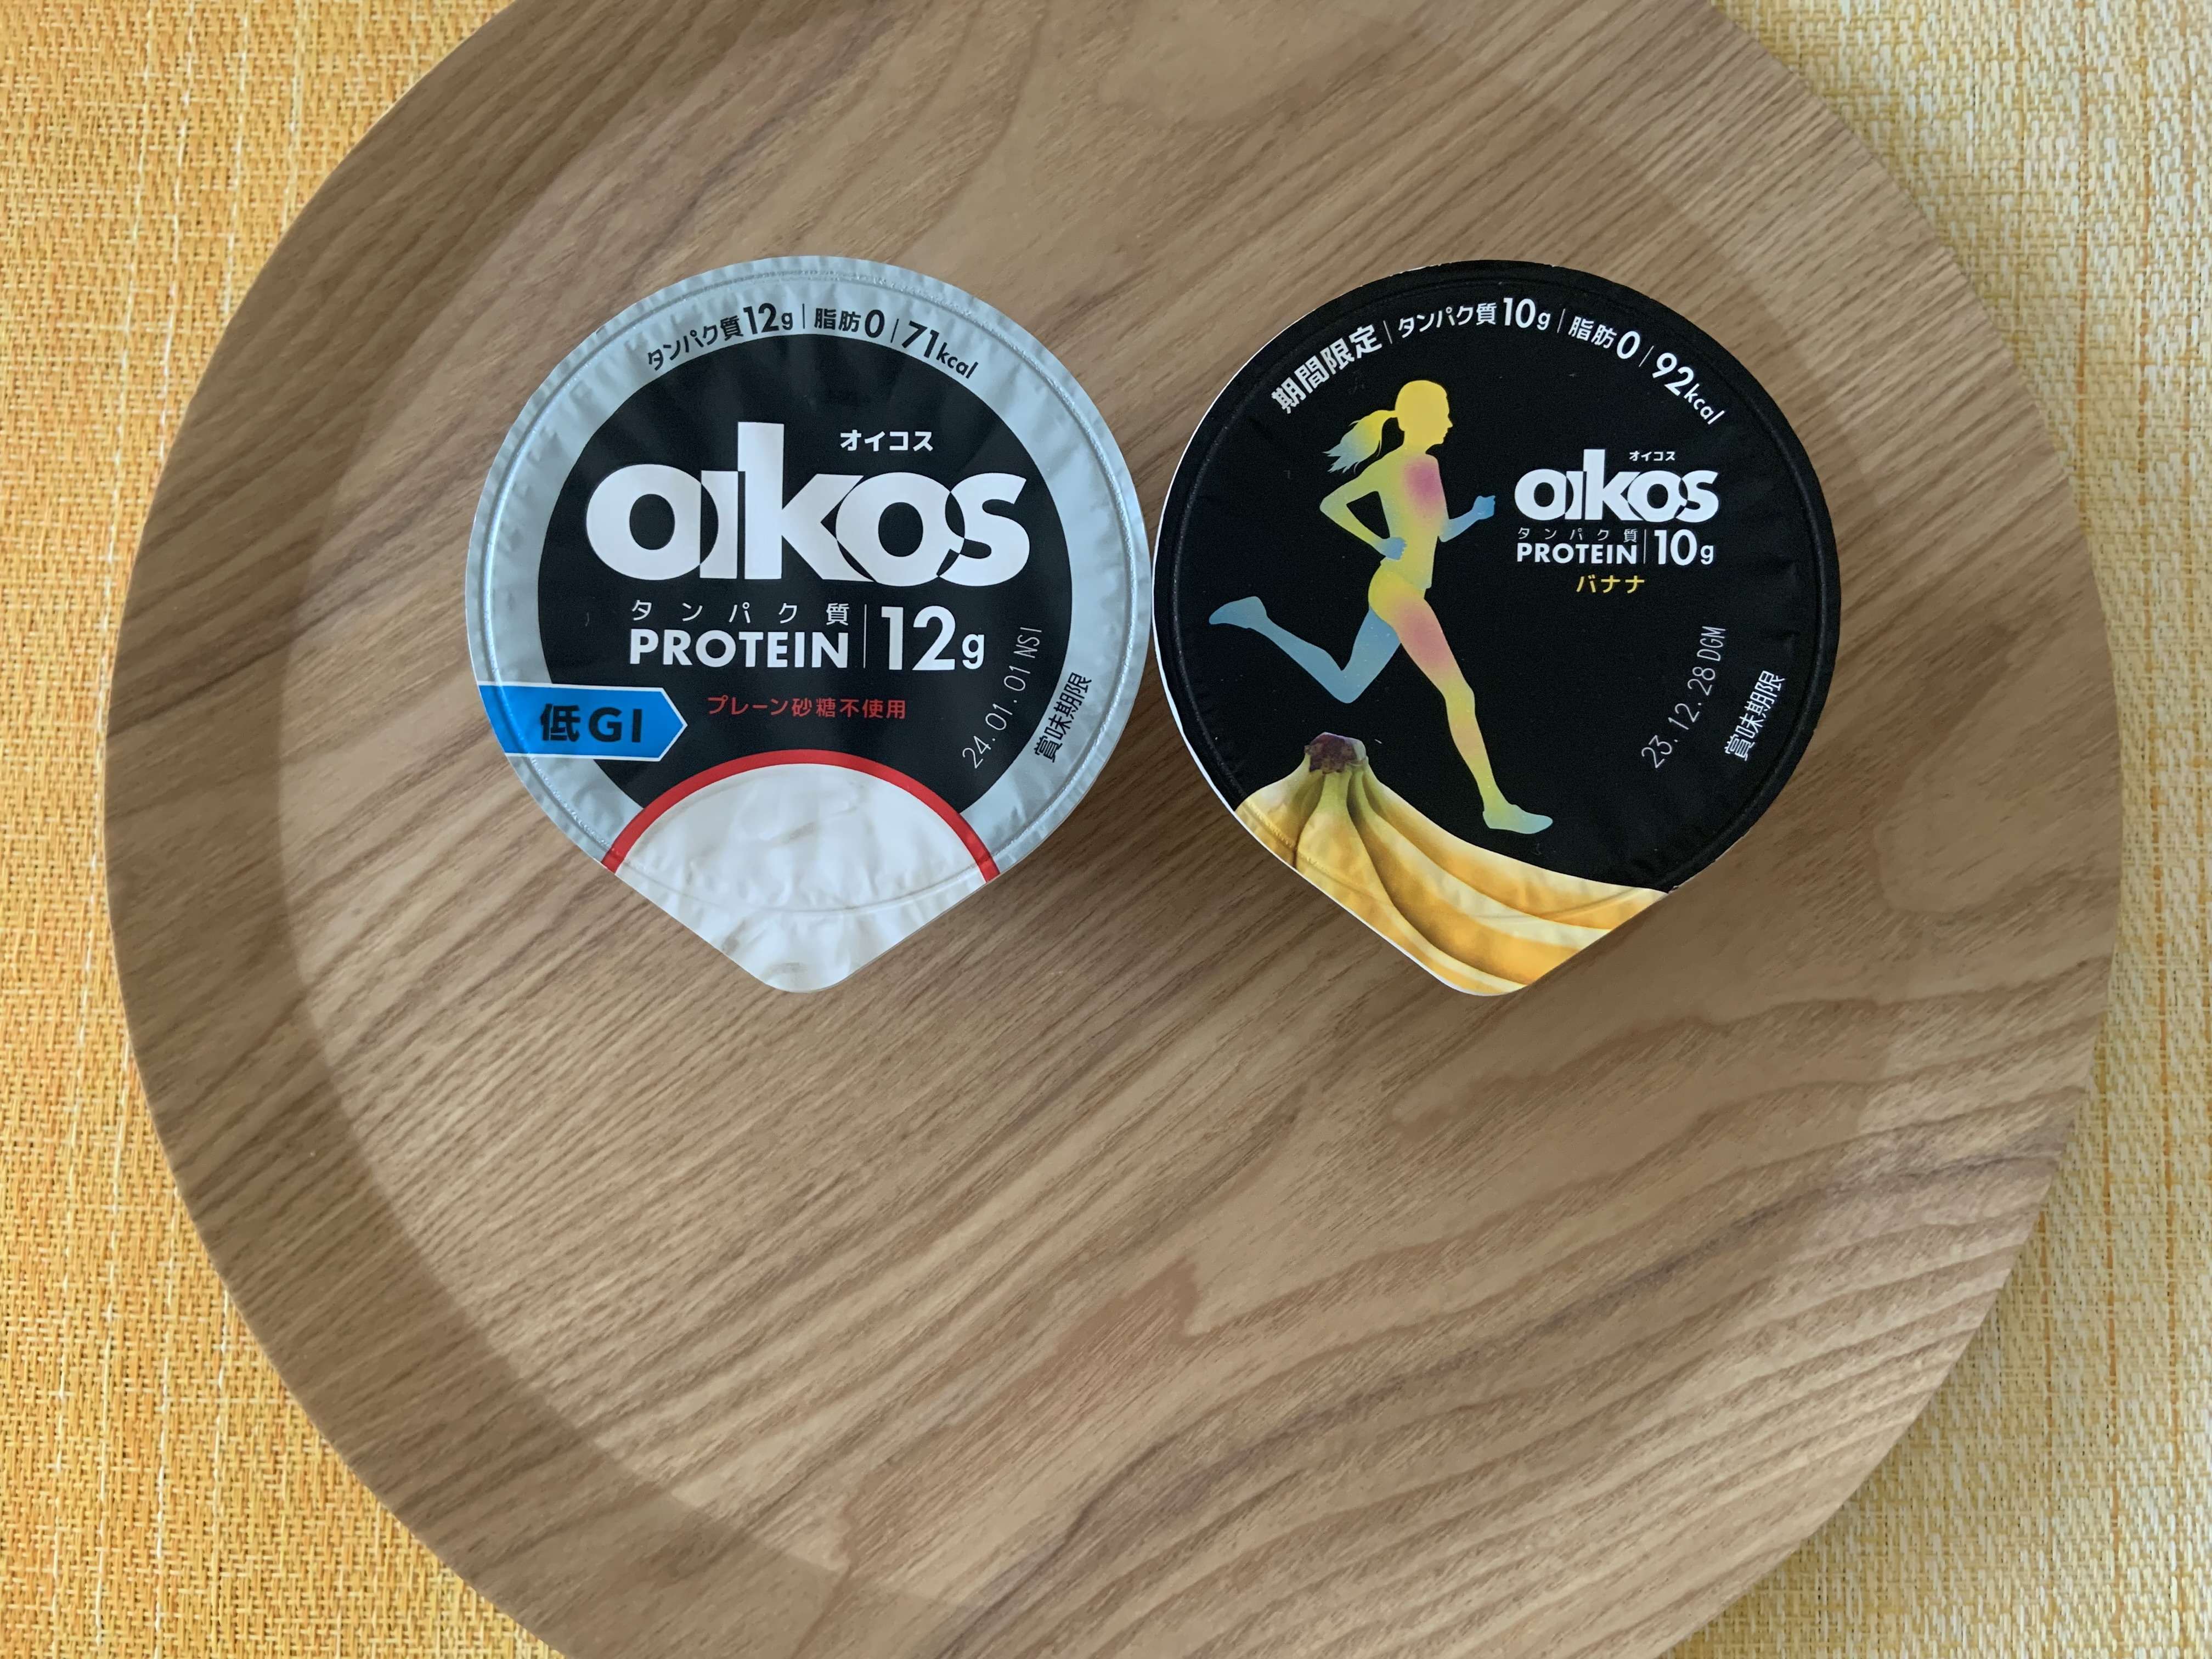 タンパク質12g|脂肪0|71kcal
オイコス
oikos
タンパク質
PROTEIN|12g
プレーン砂糖不使用
低GI
24.01.01 NSI
賞味期限
期間限定|タンパク質10g|脂肪0|92kcal
オイコス
oikos
タンパク質
PROTEIN|10g
バナナ
23.12.28 DGM
賞味期限